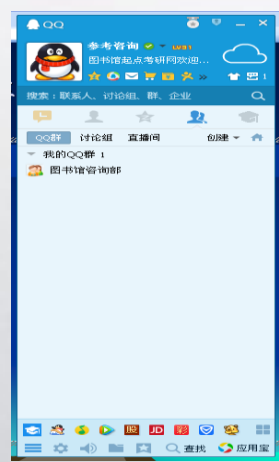 QQ
参考咨询
图书馆起点考研网欢迎...
搜索：联系人、讨论组、群、企业
QQ群 讨论组 直播间 创建
我的QQ群 1
图书馆咨询部
JD
查找 应用宝